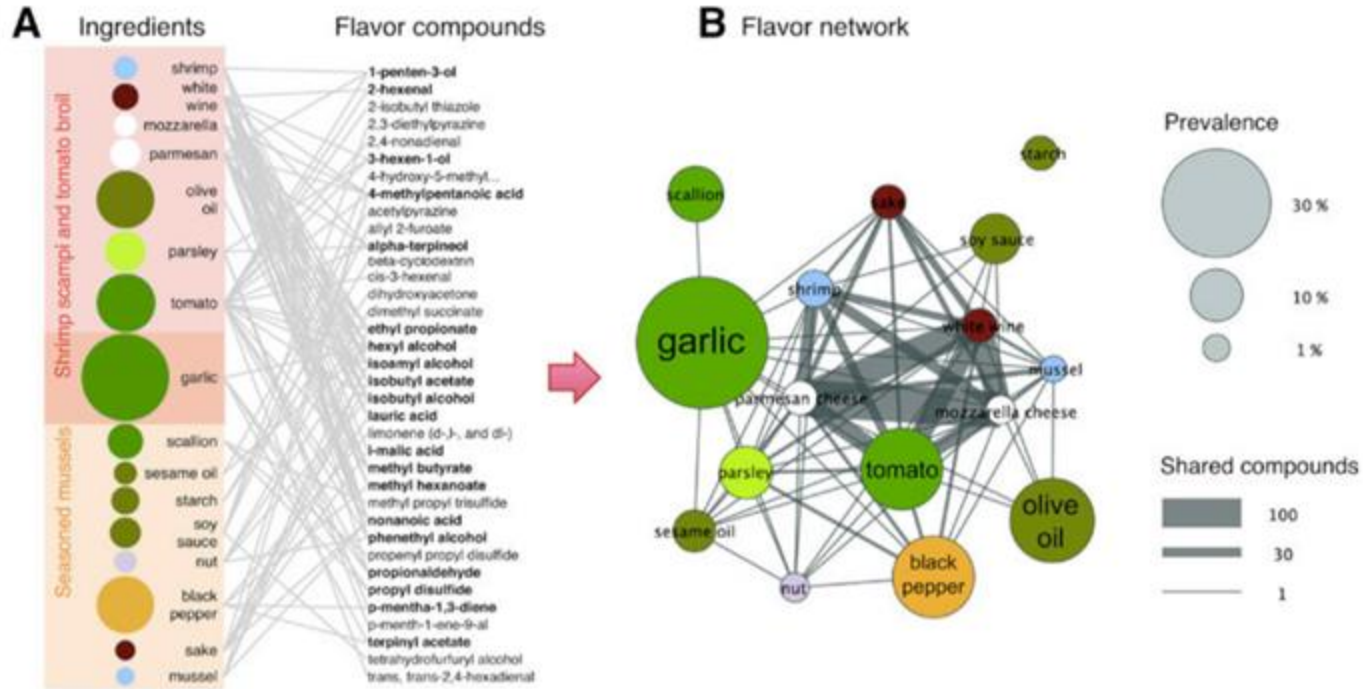 A Ingredients Flavor compounds
Shrimp scampi and tomato broil
Seasoned mussels
shrimp
white
wine
mozzarella
parmesan
olive
oil
parsley
tomato
garlic
scallion
sesame oil
starch
soy
sauce
nut
black
pepper
sake
mussel
1-penten-3-ol
2-hexenal
2-isobutyl thiazole
2,3-diethylpyrazine
2,4-nonadienal
3-hexen-1-ol
4-hydroxy-5-methyl...
4-methylpentanoic acid
acetylpyrazine
allyl 2-furoate
alpha-terpineol
beta-cyclodextrin
cis-3-hexenal
dihydroxyacetone
dimethyl succinate
ethyl propionate
hexyl alcohol
isoamyl alcohol
isobutyl acetate
isobutyl alcohol
lauric acid
limonene (d-,l-, and dl-)
l-malic acid
methyl butyrate
methyl hexanoate
methyl propyl trisulfide
nonanoic acid
phenethyl alcohol
propenyl propyl disulfide
propionaldehyde
propyl disulfide
p-mentha-1,3-diene
p-menth-1-ene-9-al
terpinyl acetate
tetrahydrofurfuryl alcohol
trans, trans-2,4-hexadienal
B Flavor network
starch
scallion
sake
soy sauce
shrimp
white wine
garlic
mussel
parmesan cheese
mozzarella cheese
parsley
tomato
sesame oil
olive
oil
black
pepper
nut
Prevalence
30 %
10 %
1 %
Shared compounds
100
30
1